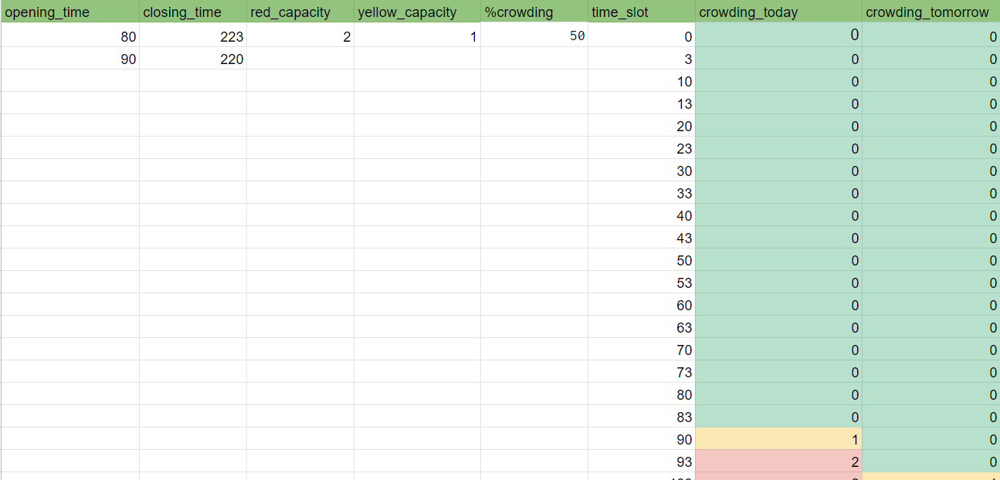 opening_time closing_time red_capacity yellow_capacity %crowding time_slot crowding_today crowding_tomorrow
80 223 2 1 50 0 0 0
90 220 3 0 0
10 0 0
13 0 0
20 0 0
23 0 0
30 0 0
33 0 0
40 0 0
43 0 0
50 0 0
53 0 0
60 0 0
63 0 0
70 0 0
73 0 0
80 0 0
83 0 0
90 1 0
93 2 0